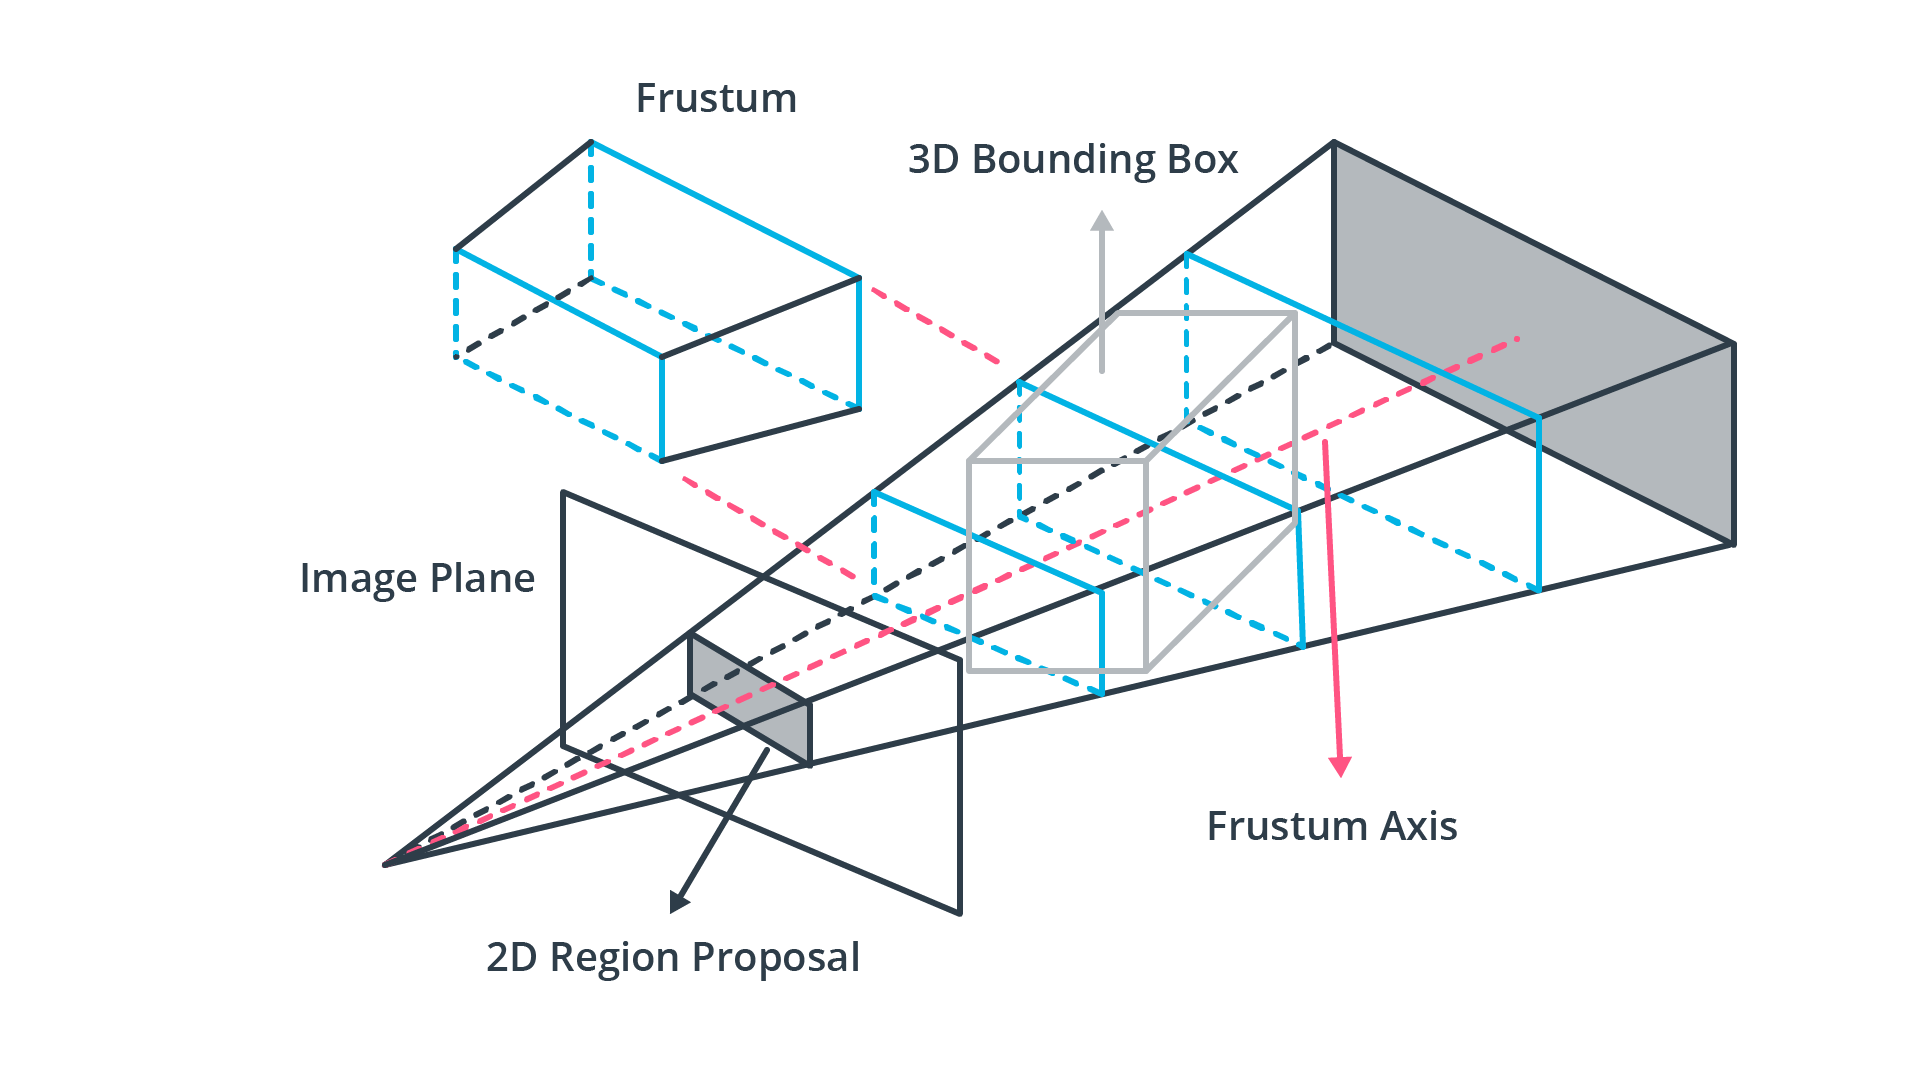 Frustum
3D Bounding Box
Image Plane
Frustum Axis
2D Region Proposal